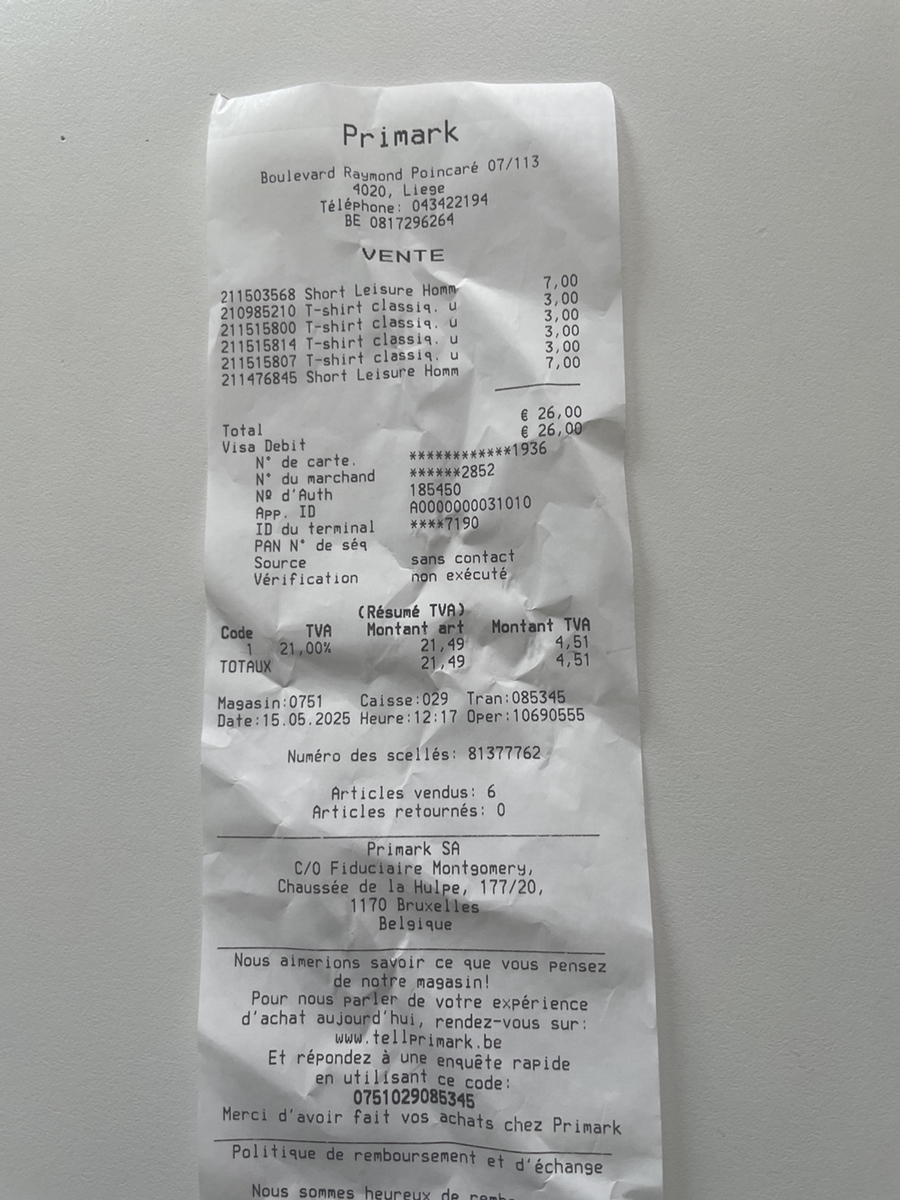 Primark
Boulevard Raymond Poincaré 07/113
4020, Liege
Téléphone: 043422194
BE 0817296264
VENTE
211503568 Short Leisure Homm 7,00
210985210 T-shirt classiq. u 3,00
211515800 T-shirt classiq. u 3,00
211515814 T-shirt classiq. u 3,00
211515807 T-shirt classiq. u 3,00
211476845 Short Leisure Homm 7,00
Total € 26,00
Visa Debit € 26,00
N° de carte. ************1936
N° du marchand ******2852
Nº d'Auth 185450
App. ID A0000000031010
ID du terminal ****7190
PAN N° de séq
Source sans contact
Vérification non exécuté
(Résumé TVA)
Code TVA Montant art Montant TVA
1 21,00% 21,49 4,51
TOTAUX 21,49 4,51
Magasin:0751 Caisse:029 Tran:085345
Date:15.05.2025 Heure:12:17 Oper:10690555
Numéro des scellés: 81377762
Articles vendus: 6
Articles retournés: 0
Primark SA
C/O Fiduciaire Montgomery,
Chaussée de la Hulpe, 177/20,
1170 Bruxelles
Belgique
Nous aimerions savoir ce que vous pensez
de notre magasin!
Pour nous parler de votre expérience
d'achat aujourd'hui, rendez-vous sur:
www.tellprimark.be
Et répondez à une enquête rapide
en utilisant ce code:
0751029085345
Merci d'avoir fait vos achats chez Primark
Politique de remboursement et d'échange
Nous sommes heureux de